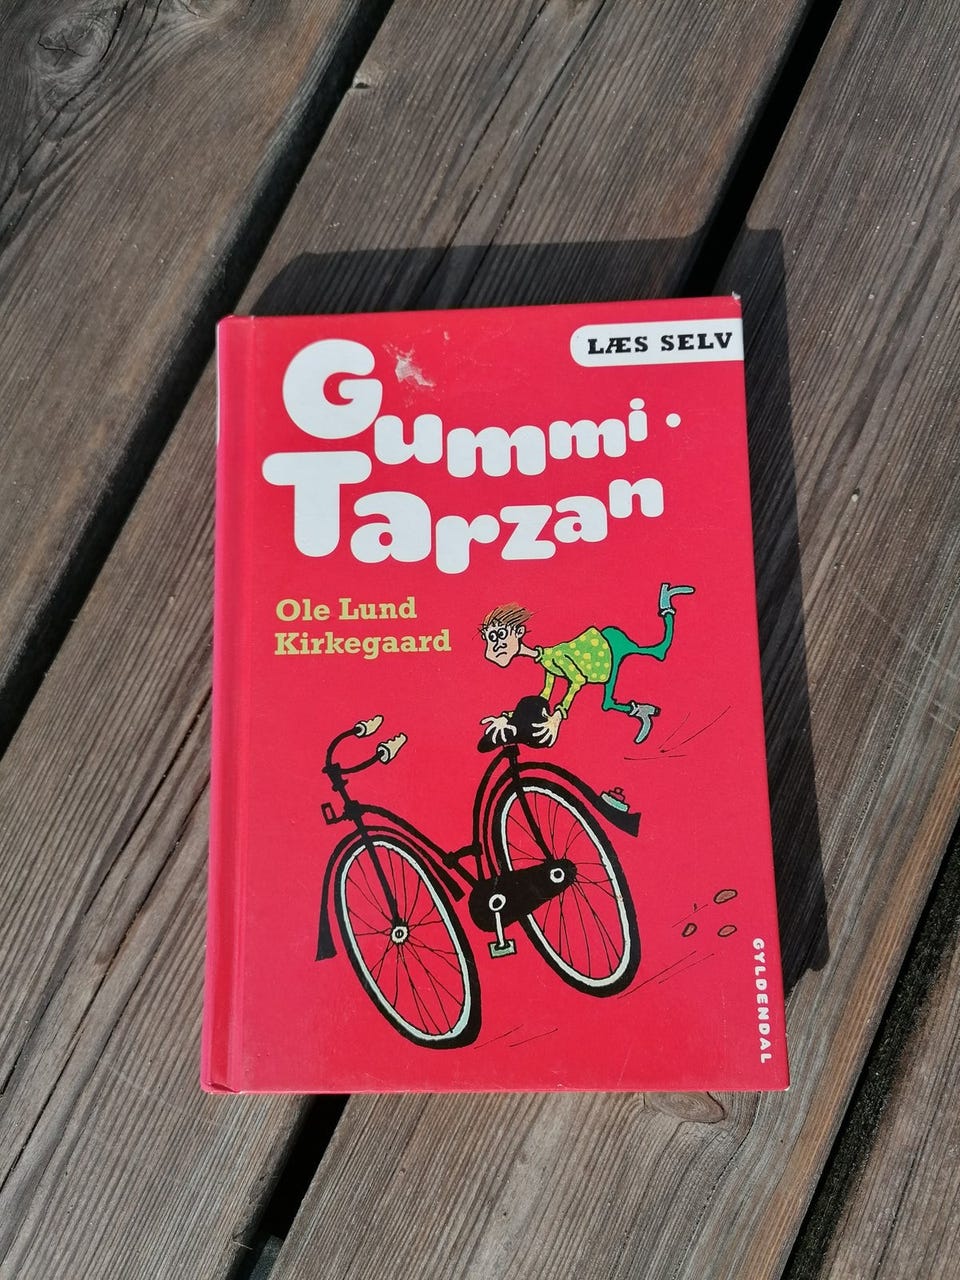 LÆS SELV
Gummi-
Tarzan
Ole Lund
Kirkegaard
GYLDENDAL